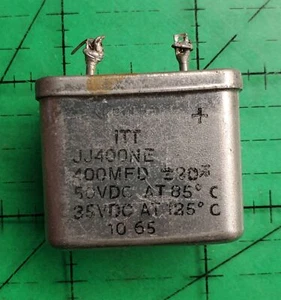 ITT
JJ400NE
400MFD ±20%
50VDC AT 85° C
35VDC AT 125° C
10 65
+